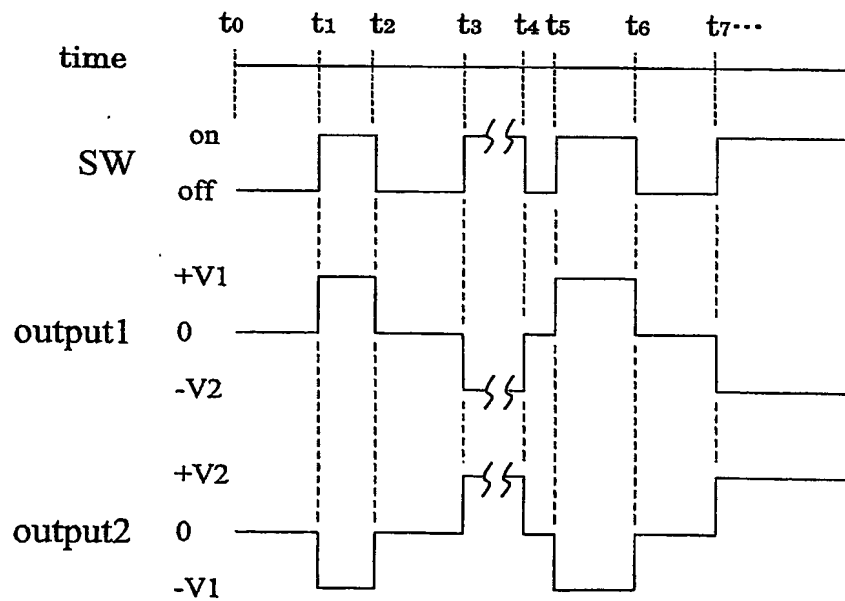 t0 t1 t2 t3 t4 t5 t6 t7···
time
on
SW
off
+V1
output1 0
-V2
+V2
output2 0
-V1